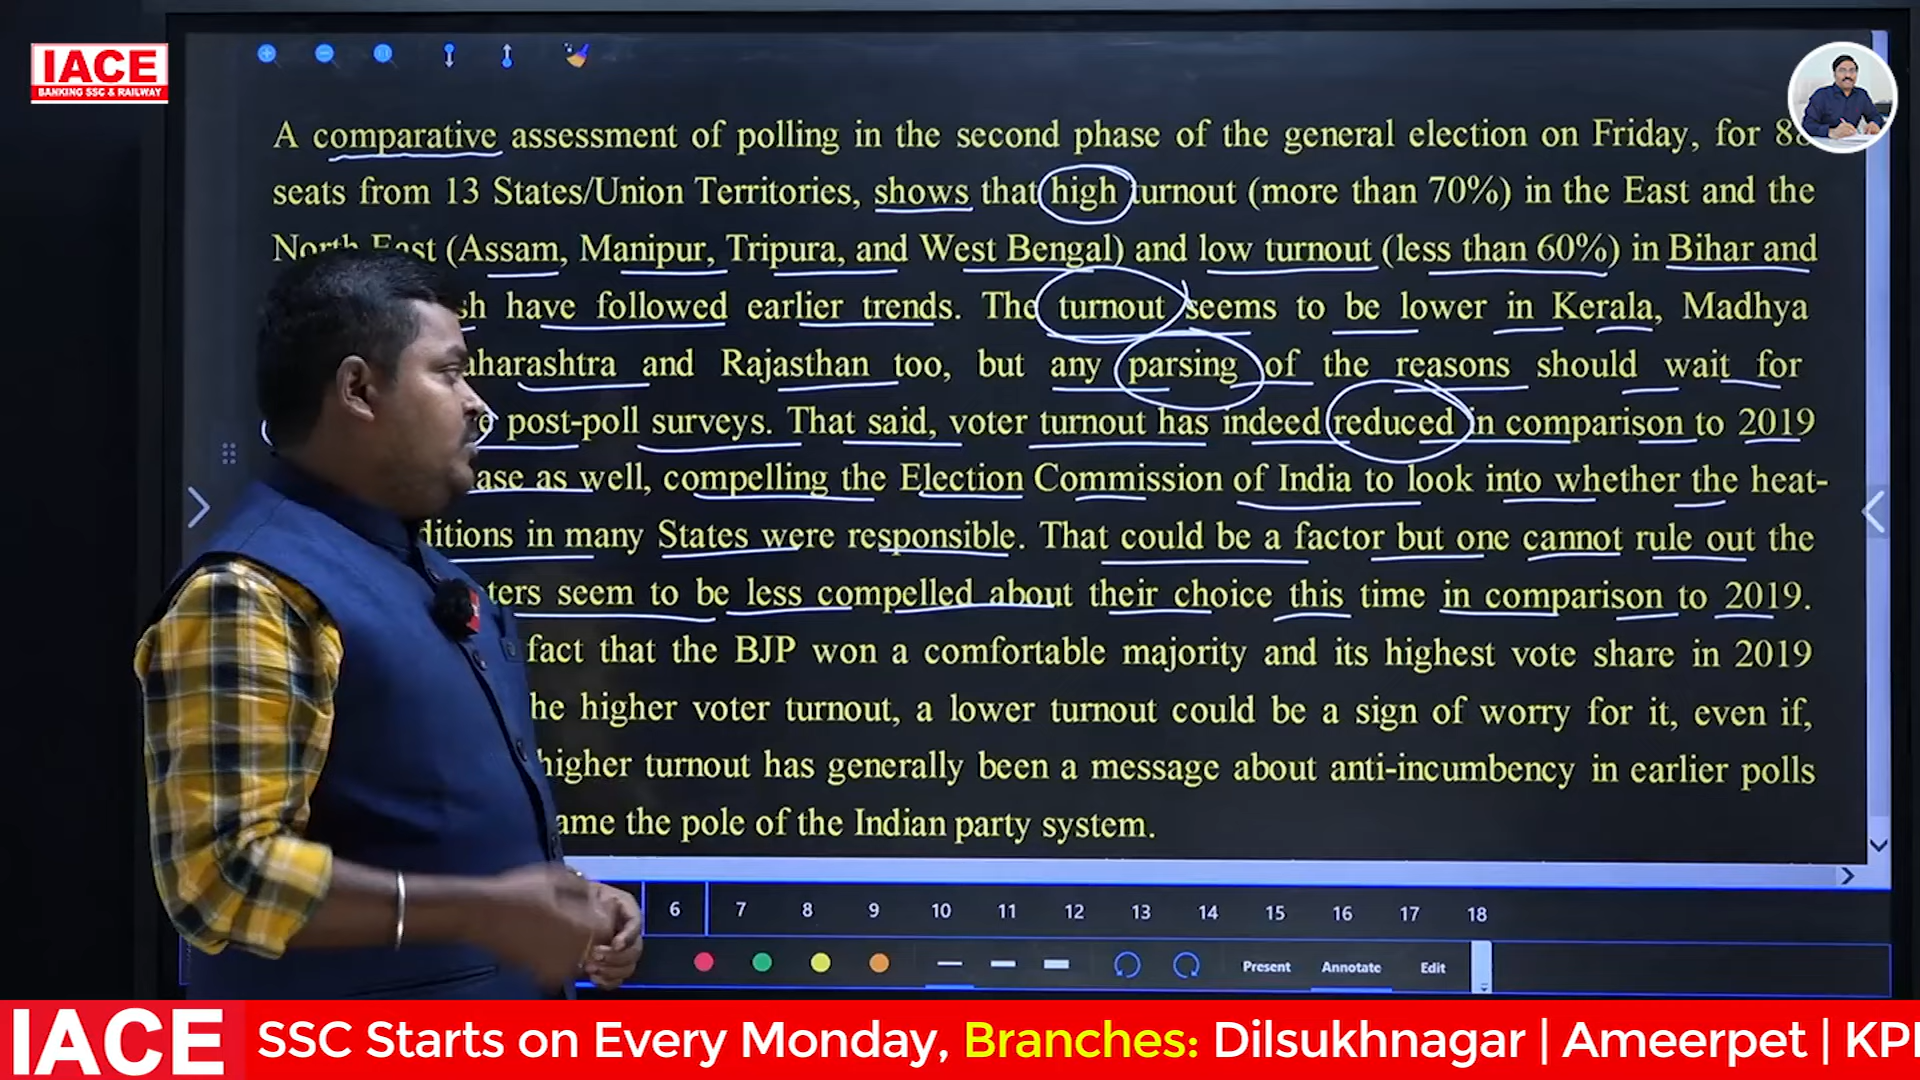 IACE
BANKING SSC & RAILWAY
A comparative assessment of polling in the second phase of the general election on Friday, for
seats from 13 States/Union Territories, shows that high turnout (more than 70%) in the East and the
North East (Assam, Manipur, Tripura, and West Bengal) and low turnout (less than 60%) in Bihar and
sh have followed earlier trends. The turnout seems to be lower in Kerala, Madhya
aharashtra and Rajasthan too, but any parsing of the reasons should wait for
post-poll surveys. That said, voter turnout has indeed reduced in comparison to 2019
ase as well, compelling the Election Commission of India to look into whether the heat-
ditions in many States were responsible. That could be a factor but one cannot rule out the
ters seem to be less compelled about their choice this time in comparison to 2019.
fact that the BJP won a comfortable majority and its highest vote share in 2019
he higher voter turnout, a lower turnout could be a sign of worry for it, even if,
higher turnout has generally been a message about anti-incumbency in earlier polls
ame the pole of the Indian party system.
6 7 8 9 10 11 12 13 14 15 16 17 18
Present Annotate Edit
IACE SSC Starts on Every Monday, Branches: Dilsukhnagar | Ameerpet | KP